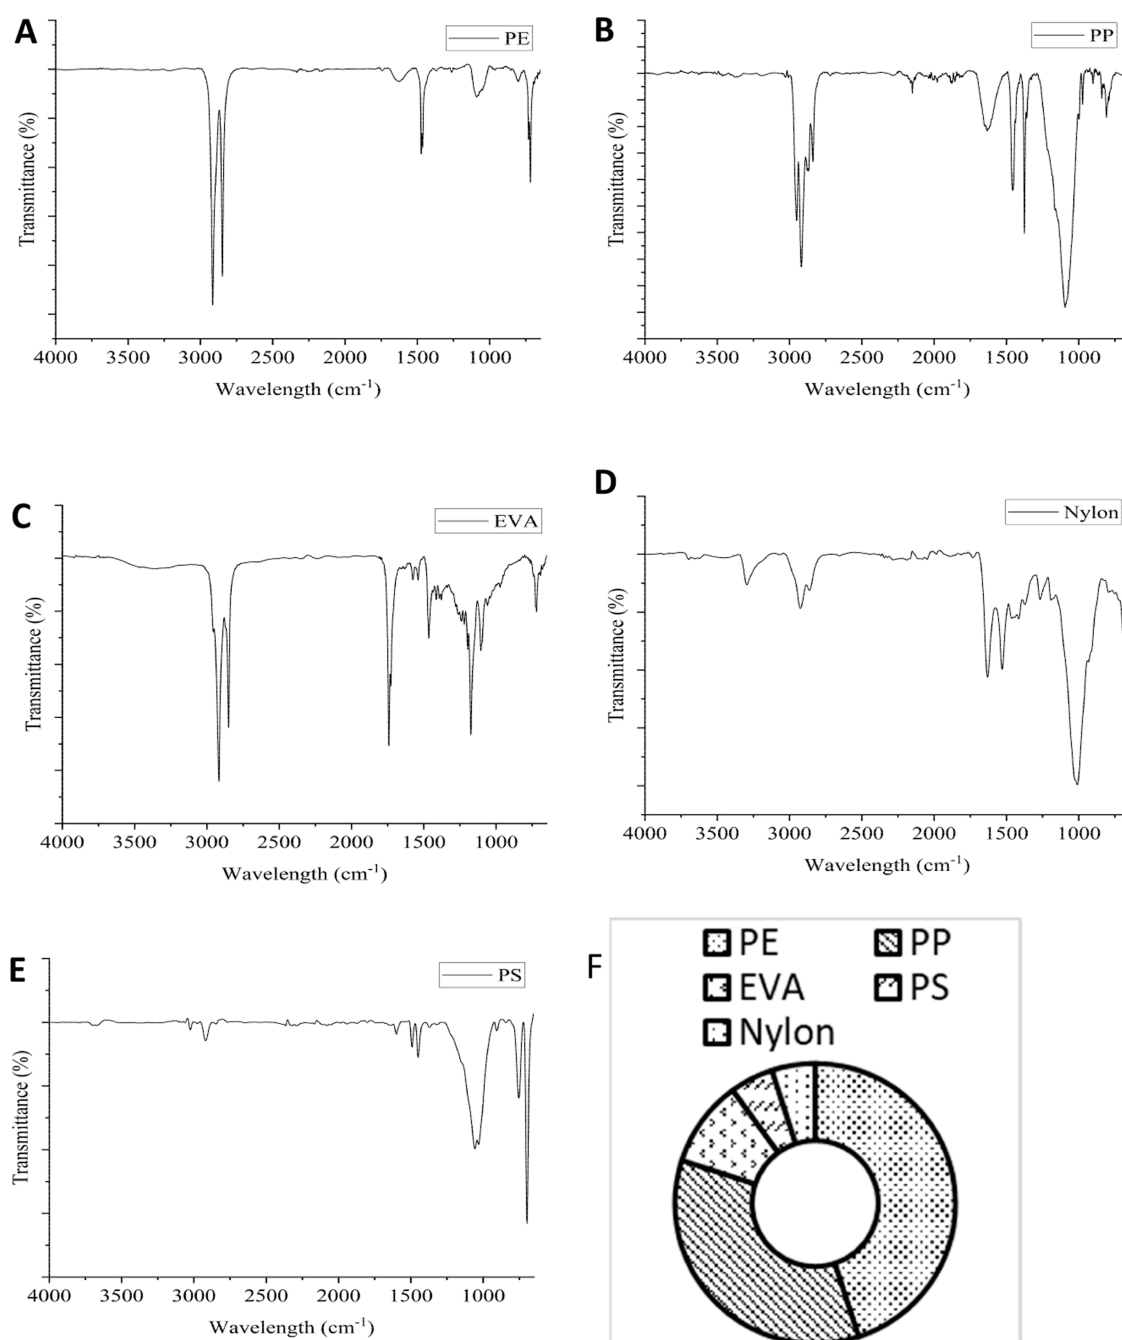 A
PE
Transmittance (%)
4000 3500 3000 2500 2000 1500 1000
Wavelength (cm⁻¹)
B
PP
Transmittance (%)
4000 3500 3000 2500 2000 1500 1000
Wavelength (cm⁻¹)
C
EVA
Transmittance (%)
4000 3500 3000 2500 2000 1500 1000
Wavelength (cm⁻¹)
D
Nylon
Transmittance (%)
4000 3500 3000 2500 2000 1500 1000
Wavelength (cm⁻¹)
E
PS
Transmittance (%)
4000 3500 3000 2500 2000 1500 1000
Wavelength (cm⁻¹)
F
PE PP
EVA PS
Nylon